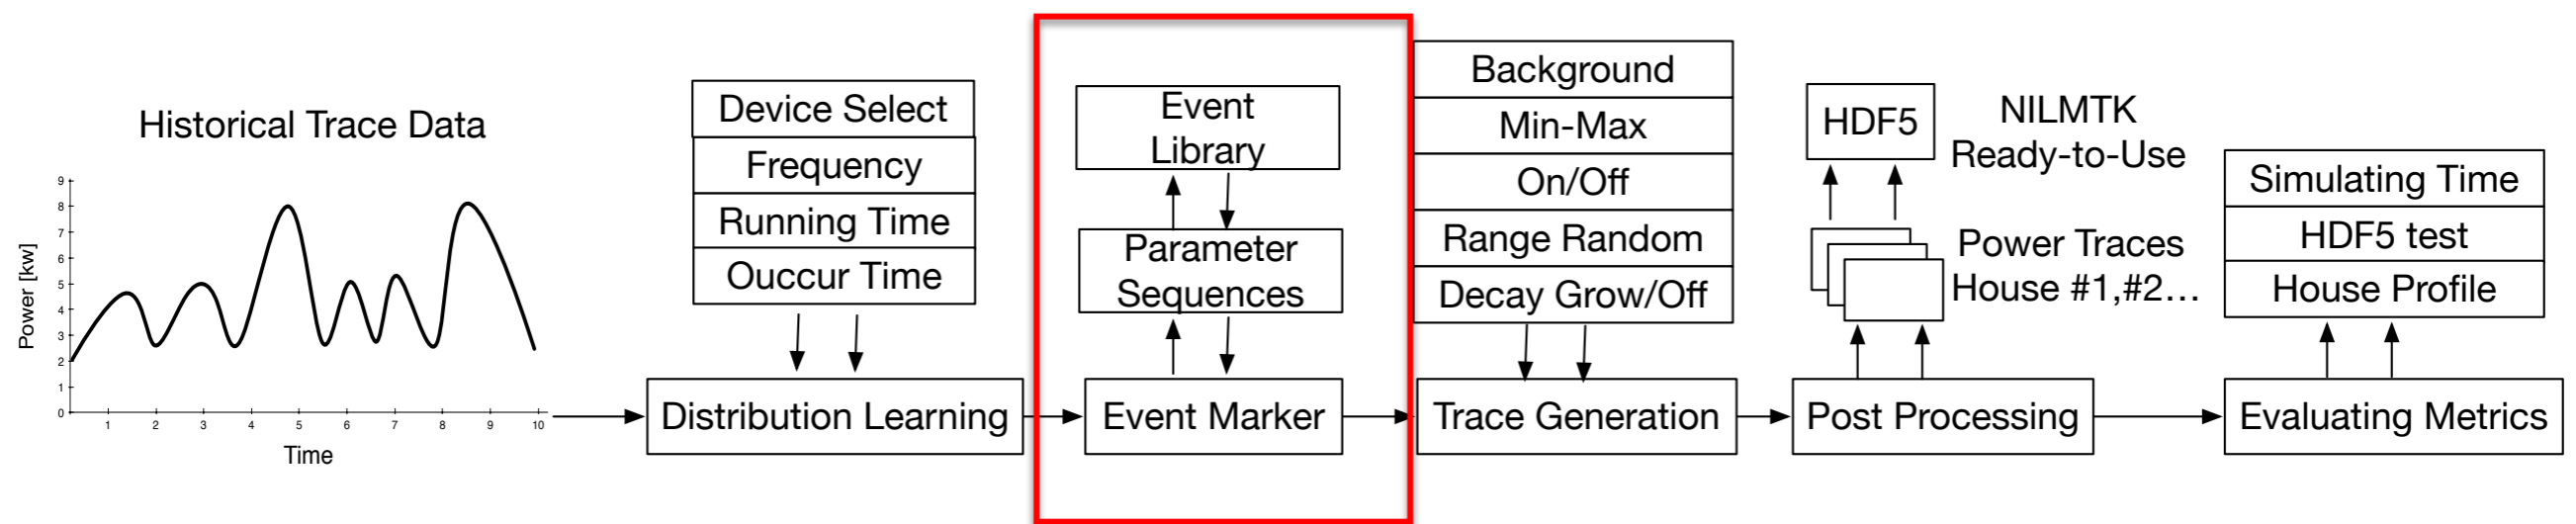 Historical Trace Data
Power [kw]
9
8
7
6
5
4
3
2
1
0
1 2 3 4 5 6 7 8 9 10
Time
Device Select
Frequency
Running Time
Ouccur Time
Distribution Learning
Event
Library
Parameter
Sequences
Event Marker
Background
Min-Max
On/Off
Range Random
Decay Grow/Off
Trace Generation
HDF5
NILMTK
Ready-to-Use
Power Traces
House #1,#2...
Post Processing
Simulating Time
HDF5 test
House Profile
Evaluating Metrics